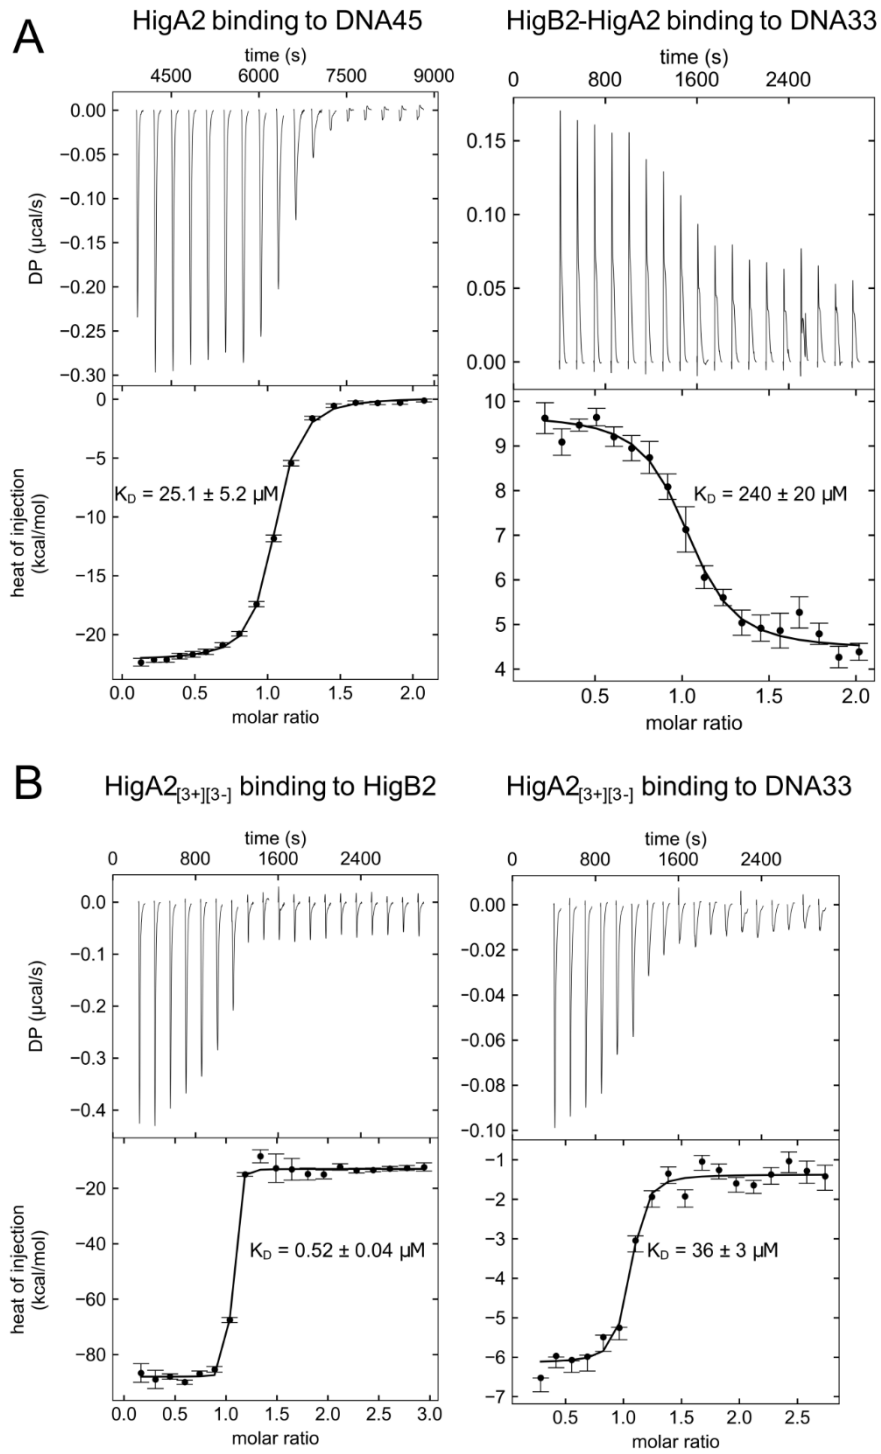 A
HigA2 binding to DNA45
time (s)
4500 6000 7500 9000
0.00
−0.05
−0.10
−0.15
−0.20
−0.25
−0.30
DP (µcal/s)
0
−5
−10
−15
−20
heat of injection
(kcal/mol)
K_D = 25.1 ± 5.2 µM
0.0 0.5 1.0 1.5 2.0
molar ratio
HigB2-HigA2 binding to DNA33
time (s)
0 800 1600 2400
0.15
0.10
0.05
0.00
10
9
8
7
6
5
4
K_D = 240 ± 20 µM
0.5 1.0 1.5 2.0
molar ratio
B
HigA2[3+][3-] binding to HigB2
time (s)
0 800 1600 2400
0.0
−0.1
−0.2
−0.3
−0.4
DP (µcal/s)
−20
−40
−60
−80
heat of injection
(kcal/mol)
K_D = 0.52 ± 0.04 µM
0.0 0.5 1.0 1.5 2.0 2.5 3.0
molar ratio
HigA2[3+][3-] binding to DNA33
time (s)
0 800 1600 2400
0.00
−0.02
−0.04
−0.06
−0.08
−0.10
−1
−2
−3
−4
−5
−6
−7
K_D = 36 ± 3 µM
0.5 1.0 1.5 2.0 2.5
molar ratio